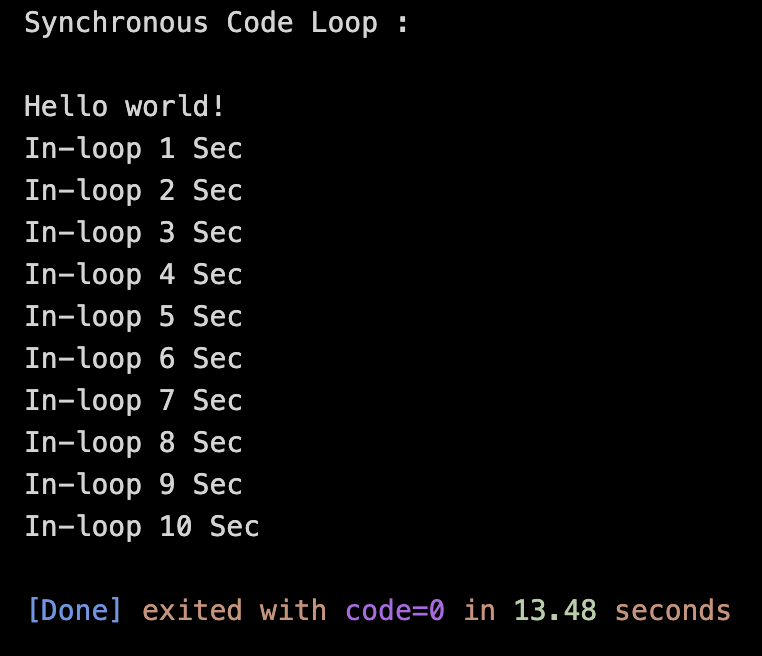 Synchronous Code Loop :
Hello world!
In-loop 1 Sec
In-loop 2 Sec
In-loop 3 Sec
In-loop 4 Sec
In-loop 5 Sec
In-loop 6 Sec
In-loop 7 Sec
In-loop 8 Sec
In-loop 9 Sec
In-loop 10 Sec
[Done] exited with code=0 in 13.48 seconds